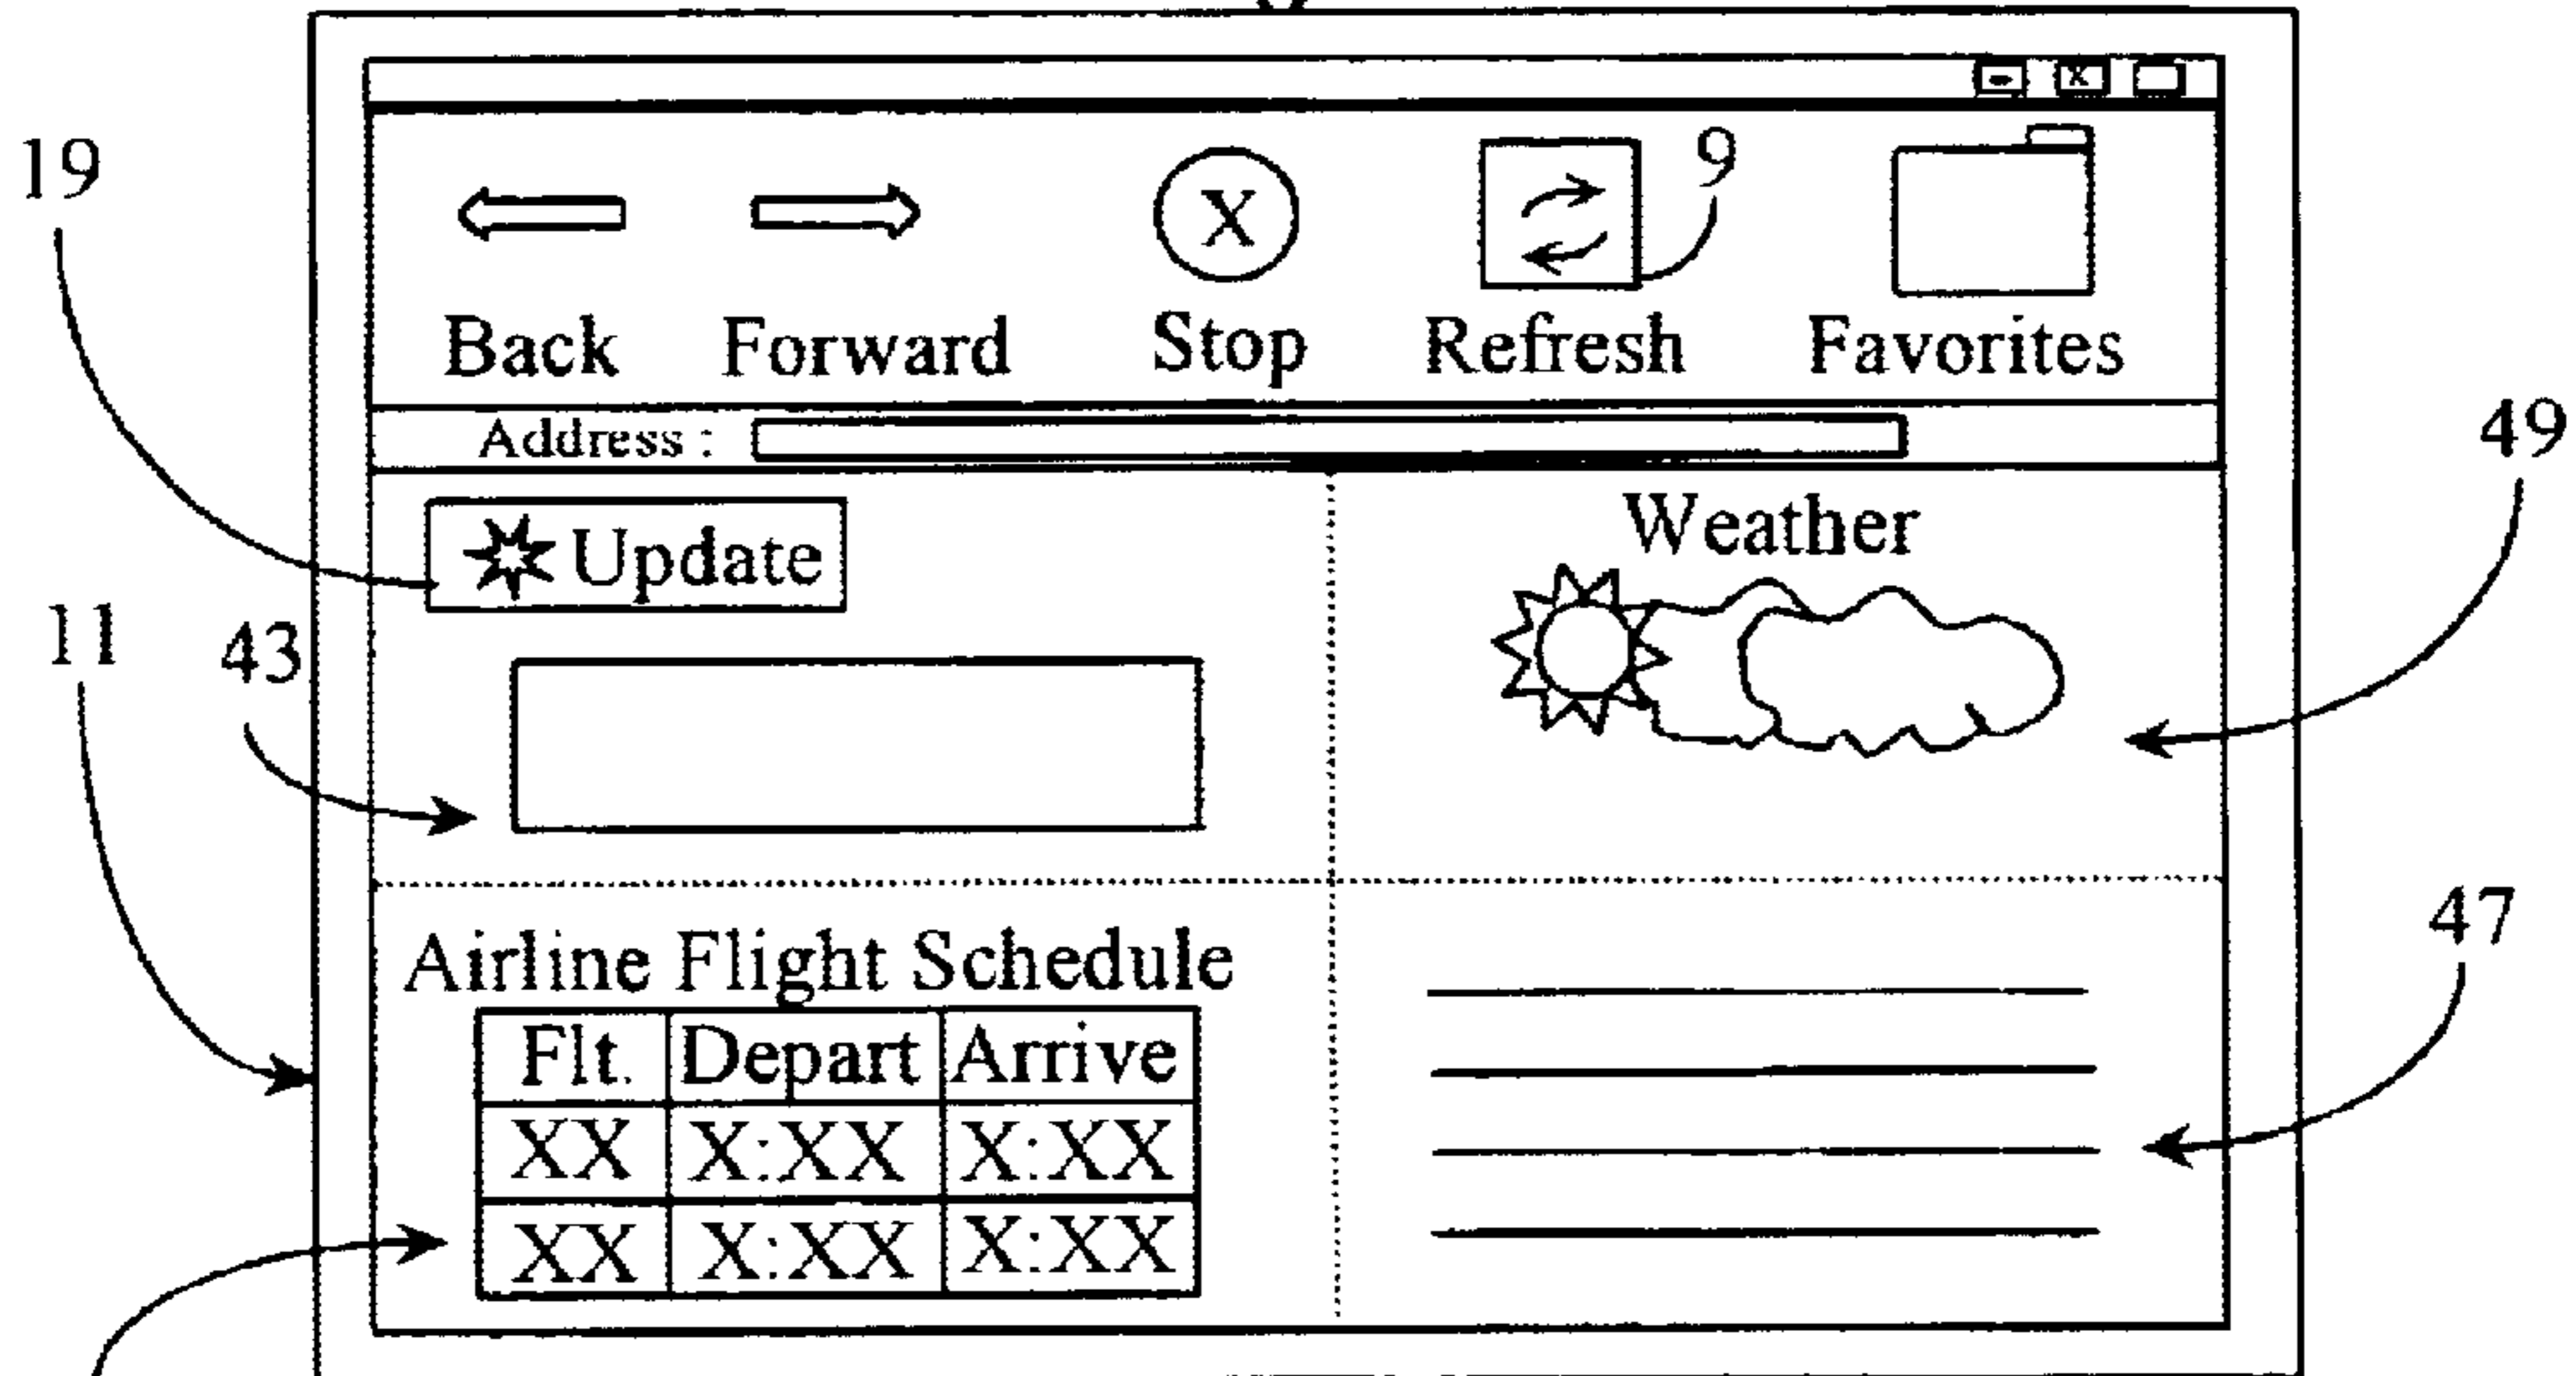 - X
19
X
9
Back Forward Stop Refresh Favorites
Address :
49
Update
Weather
11
43
47
Airline Flight Schedule
Flt. Depart Arrive
XX X:XX X:XX
XX X:XX X:XX